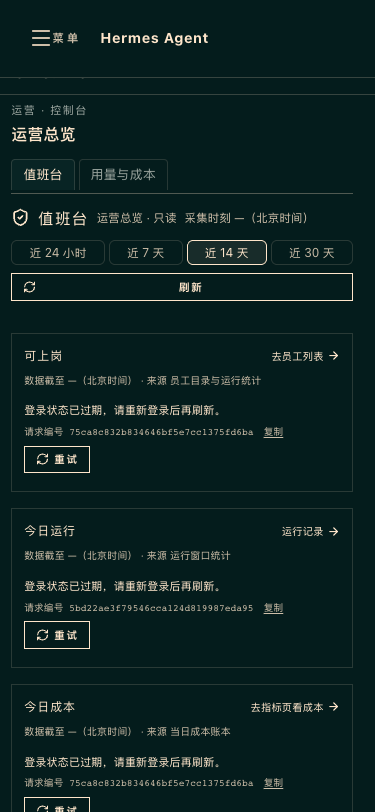 菜单 Hermes Agent
运营 · 控制台
运营总览
值班台 用量与成本
值班台 运营总览 · 只读 采集时刻 —（北京时间）
近 24 小时 近 7 天 近 14 天 近 30 天
刷新
可上岗 去员工列表 →
数据截至 —（北京时间） · 来源 员工目录与运行统计
登录状态已过期，请重新登录后再刷新。
请求编号 75ca8c832b834646bf5e7cc1375fd6ba 复制
重试
今日运行 运行记录 →
数据截至 —（北京时间） · 来源 运行窗口统计
登录状态已过期，请重新登录后再刷新。
请求编号 5bd22ae3f79546cca124d819987eda95 复制
重试
今日成本 去指标页看成本 →
数据截至 —（北京时间） · 来源 当日成本账本
登录状态已过期，请重新登录后再刷新。
请求编号 75ca8c832b834646bf5e7cc1375fd6ba 复制
重试